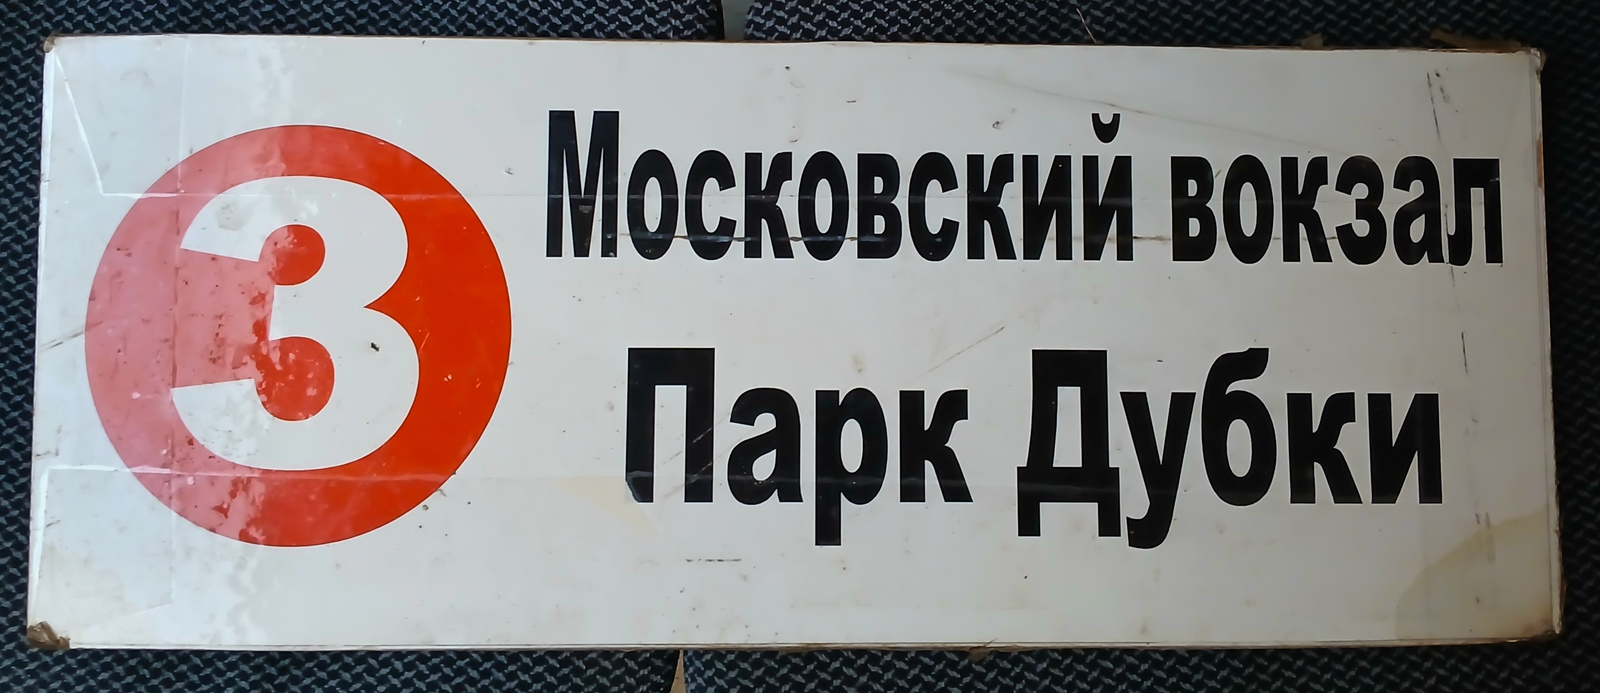 3
Московский вокзал
Парк Дубки